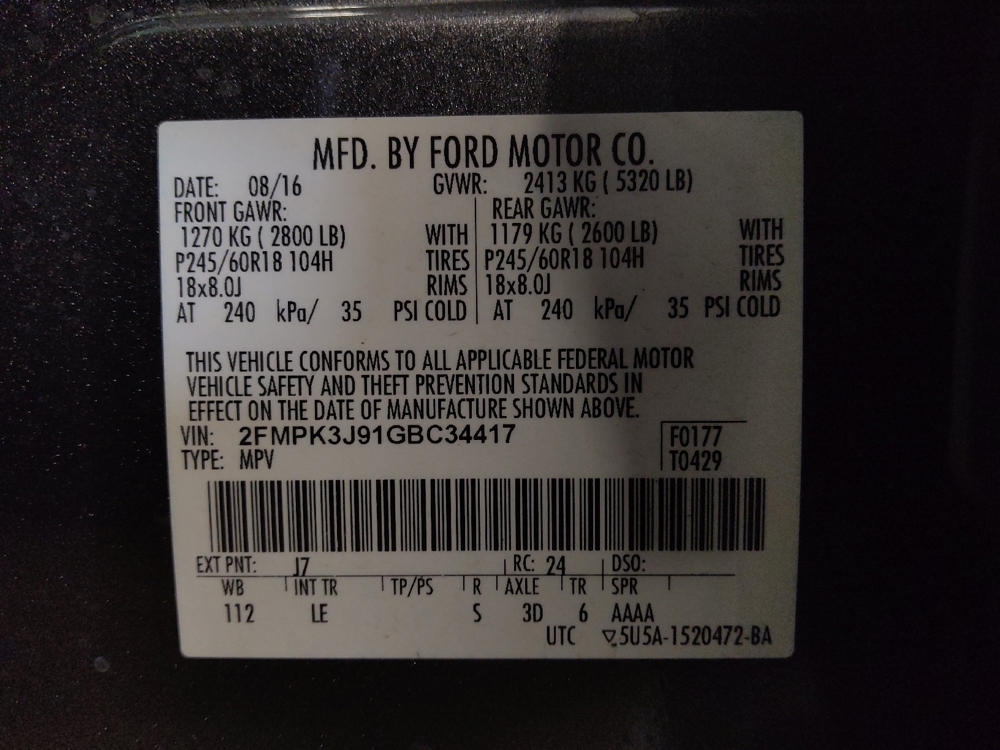 MFD. BY FORD MOTOR CO.
DATE: 08/16 GVWR: 2413 KG ( 5320 LB)
FRONT GAWR: REAR GAWR:
1270 KG ( 2800 LB) WITH 1179 KG ( 2600 LB) WITH
P245/60R18 104H TIRES P245/60R18 104H TIRES
18x8.0J RIMS 18x8.0J RIMS
AT 240 kPa/ 35 PSI COLD AT 240 kPa/ 35 PSI COLD
THIS VEHICLE CONFORMS TO ALL APPLICABLE FEDERAL MOTOR
VEHICLE SAFETY AND THEFT PREVENTION STANDARDS IN
EFFECT ON THE DATE OF MANUFACTURE SHOWN ABOVE.
VIN: 2FMPK3J91GBC34417 F0177
TYPE: MPV T0429
EXT PNT: J7 RC: 24 DSO:
WB INT TR TP/PS R AXLE TR SPR
112 LE S 3D 6 AAAA
UTC ▽5U5A-1520472-BA